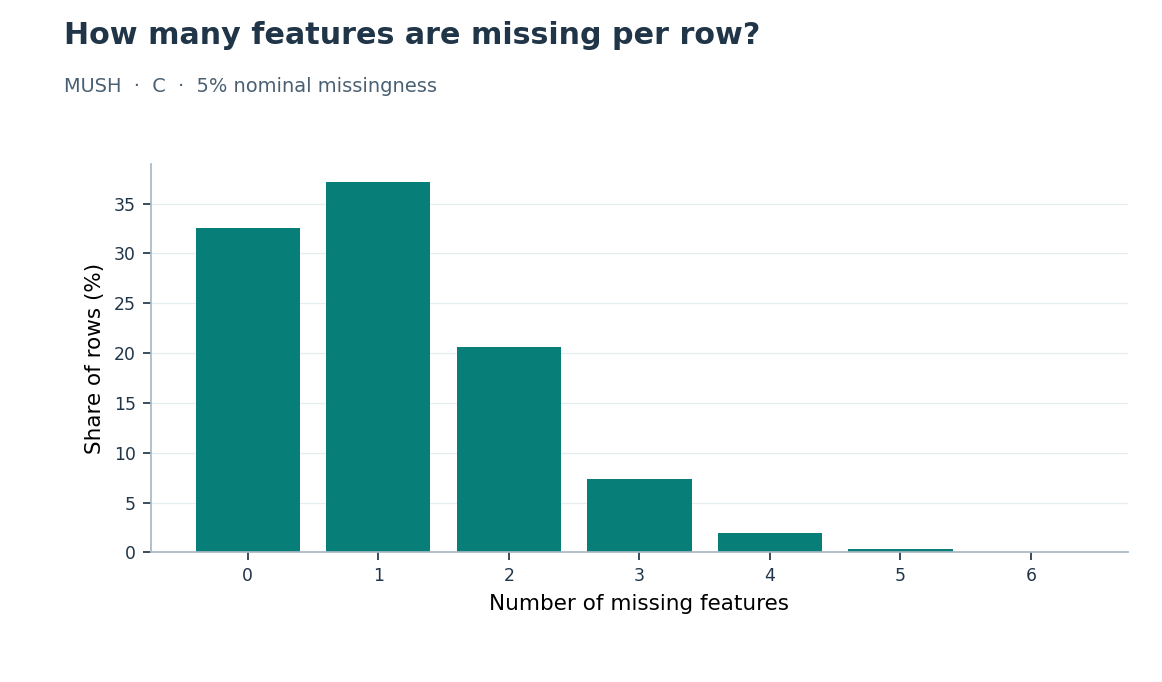 How many features are missing per row?
MUSH · C · 5% nominal missingness
Share of rows (%)
35
30
25
20
15
10
5
0
0 1 2 3 4 5 6
Number of missing features